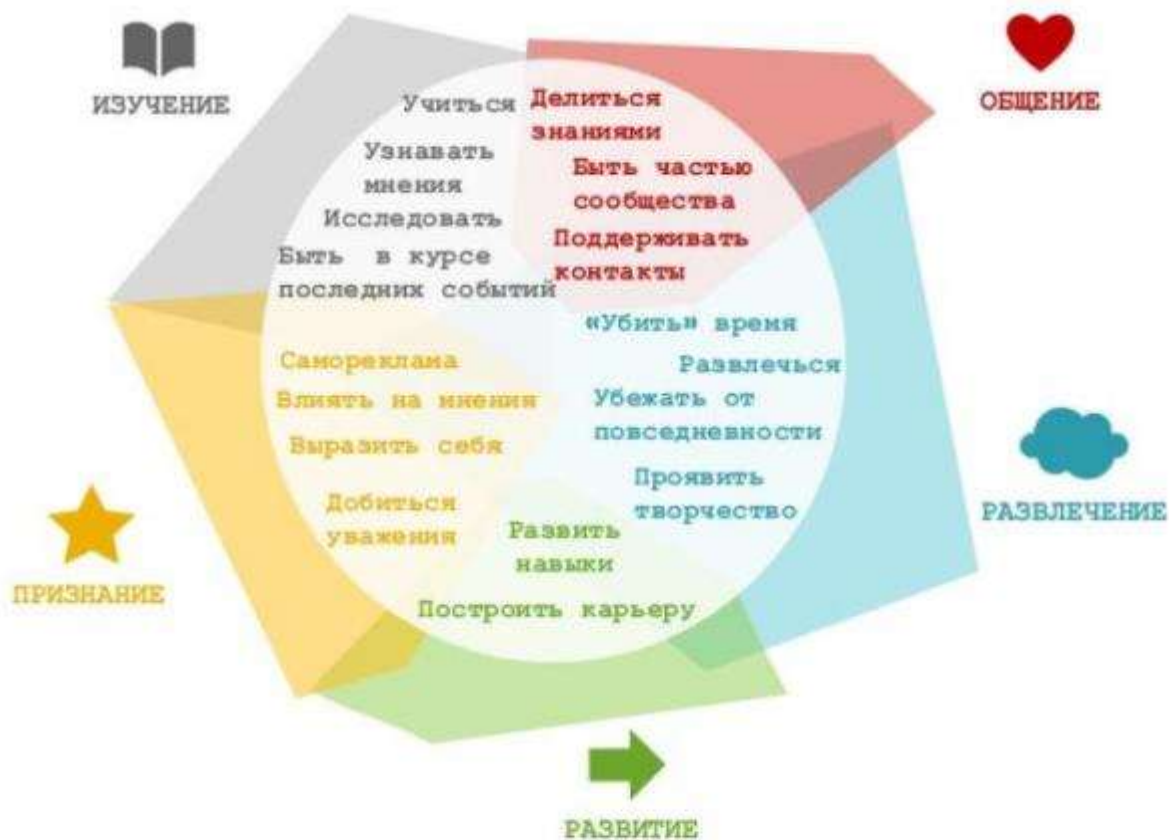 ИЗУЧЕНИЕ
Учиться
Узнавать
мнения
Исследовать
Быть в курсе
последних событий
ОБЩЕНИЕ
Делиться
знаниями
Быть частью
сообщества
Поддерживать
контакты
РАЗВЛЕЧЕНИЕ
«Убить» время
Развлечься
Убежать от
повседневности
Проявить
творчество
ПРИЗНАНИЕ
Самореклама
Влиять на мнения
Выразить себя
Добиться
уважения
Развить
навыки
Построить карьеру
РАЗВИТИЕ